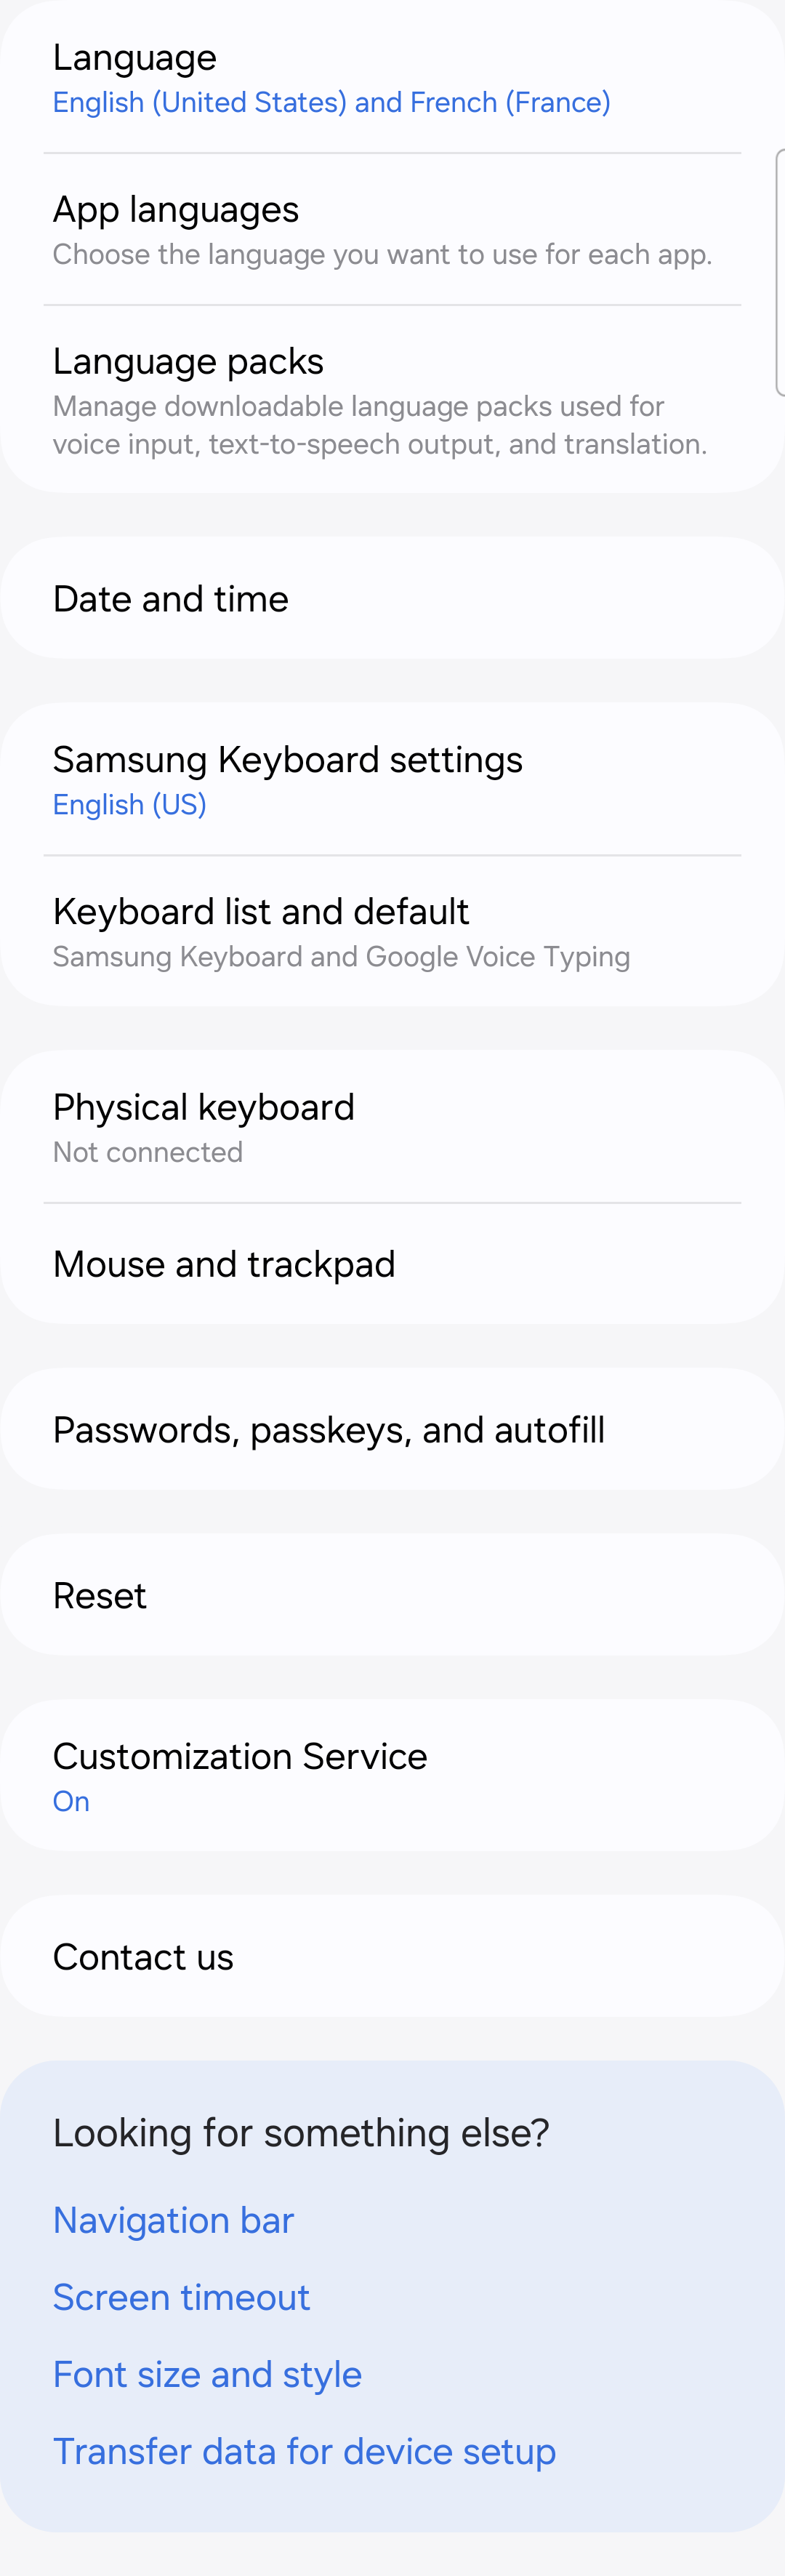 Language
English (United States) and French (France)
App languages
Choose the language you want to use for each app.
Language packs
Manage downloadable language packs used for
voice input, text-to-speech output, and translation.
Date and time
Samsung Keyboard settings
English (US)
Keyboard list and default
Samsung Keyboard and Google Voice Typing
Physical keyboard
Not connected
Mouse and trackpad
Passwords, passkeys, and autofill
Reset
Customization Service
On
Contact us
Looking for something else?
Navigation bar
Screen timeout
Font size and style
Transfer data for device setup